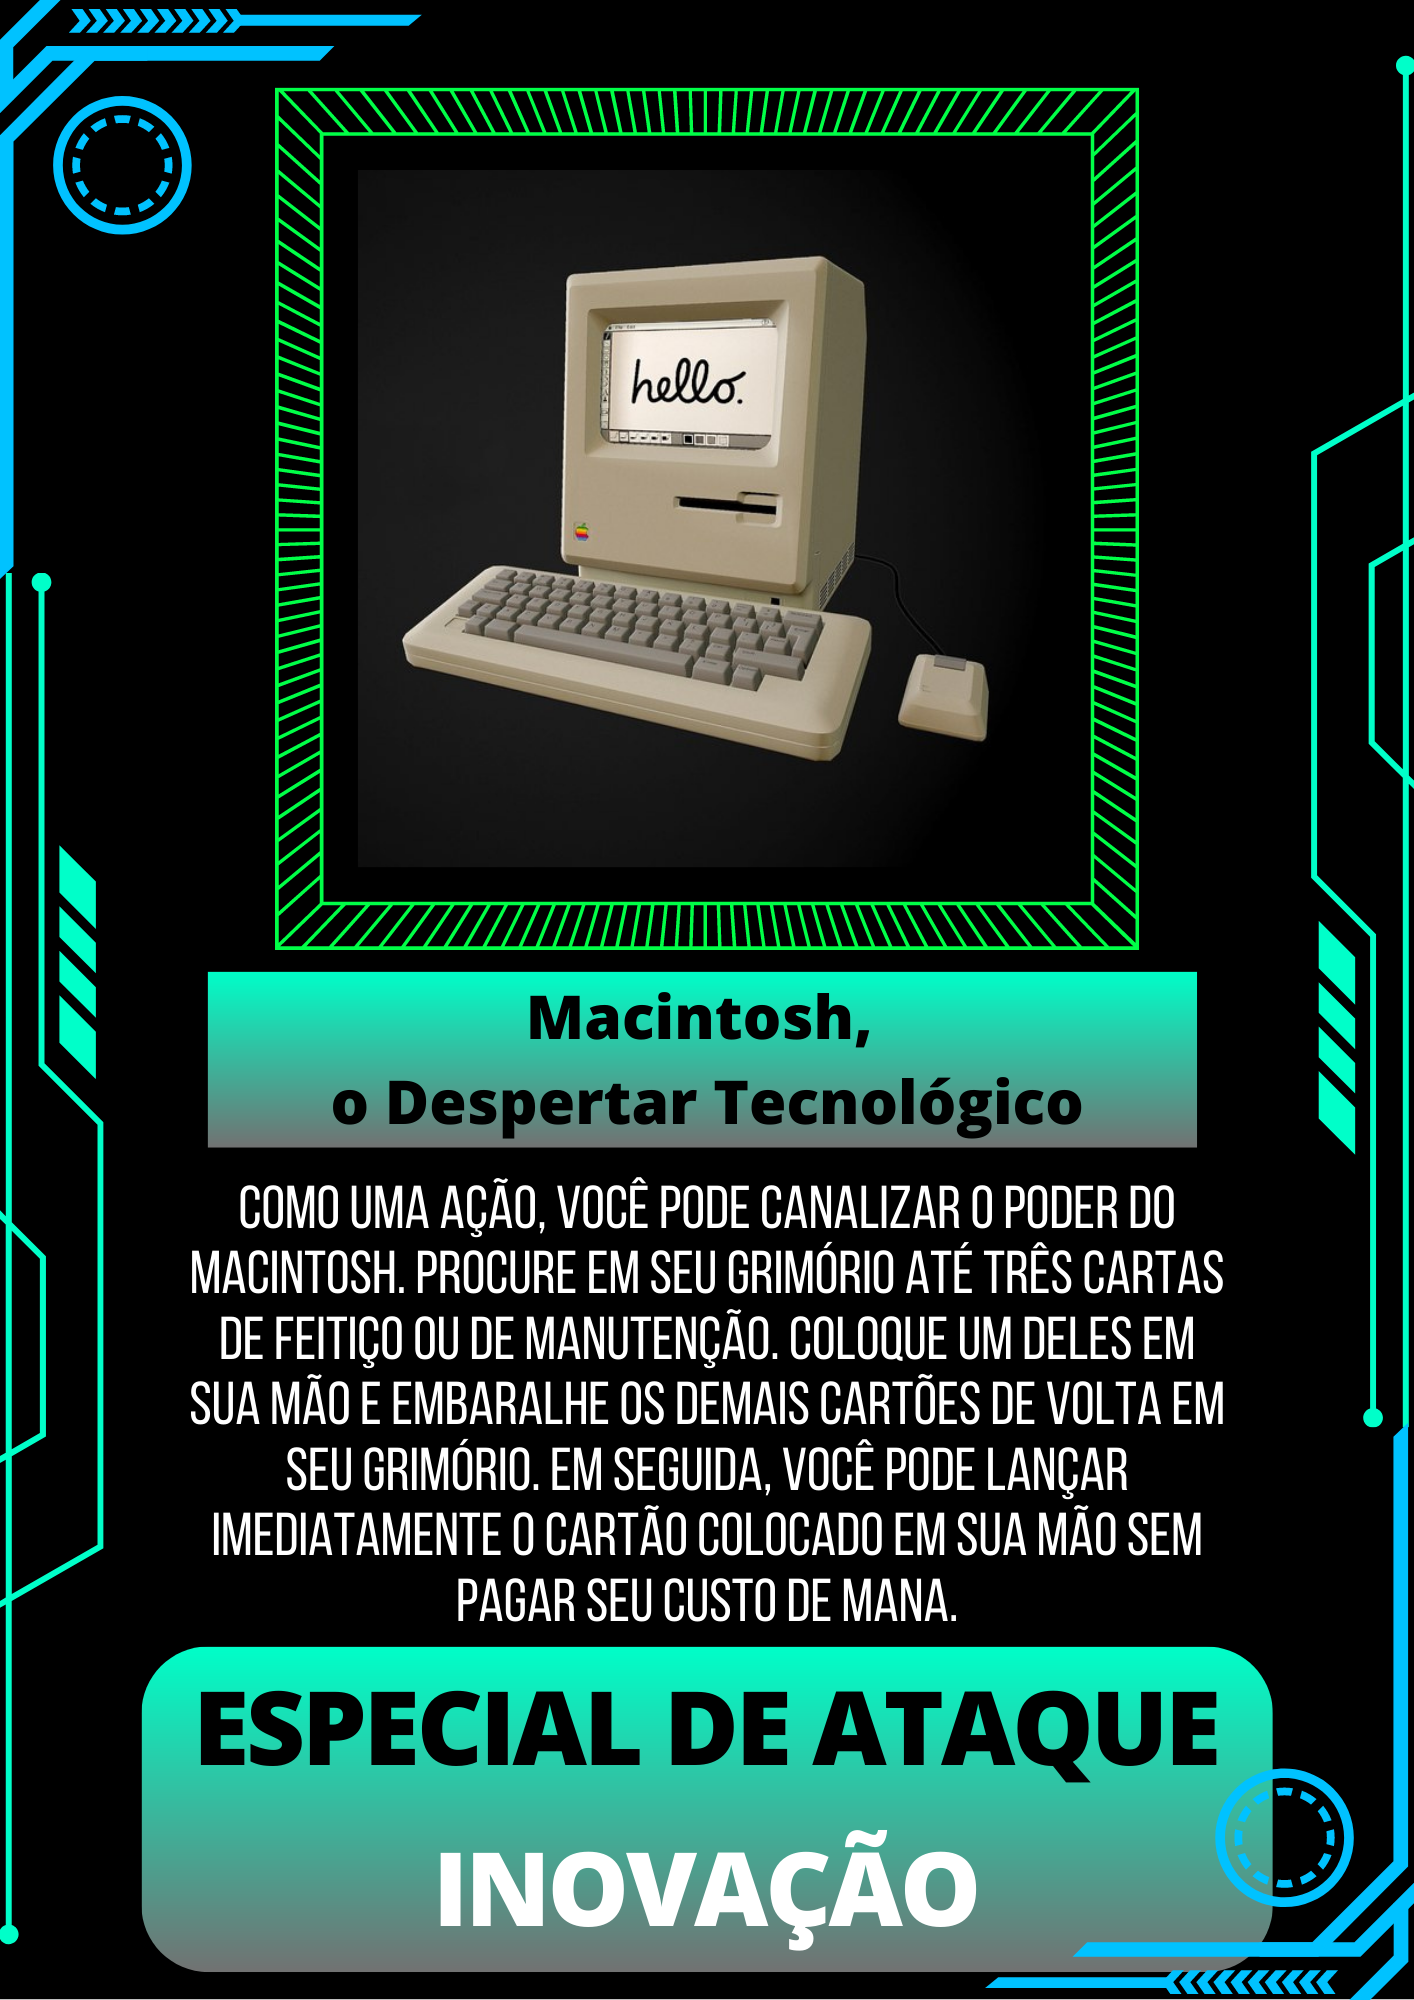 hello.
Macintosh,
o Despertar Tecnológico
COMO UMA AÇÃO, VOCÊ PODE CANALIZAR O PODER DO
MACINTOSH. PROCURE EM SEU GRIMÓRIO ATÉ TRÊS CARTAS
DE FEITIÇO OU DE MANUTENÇÃO. COLOQUE UM DELES EM
SUA MÃO E EMBARALHE OS DEMAIS CARTÕES DE VOLTA EM
SEU GRIMÓRIO. EM SEGUIDA, VOCÊ PODE LANÇAR
IMEDIATAMENTE O CARTÃO COLOCADO EM SUA MÃO SEM
PAGAR SEU CUSTO DE MANA.
ESPECIAL DE ATAQUE
INOVAÇÃO